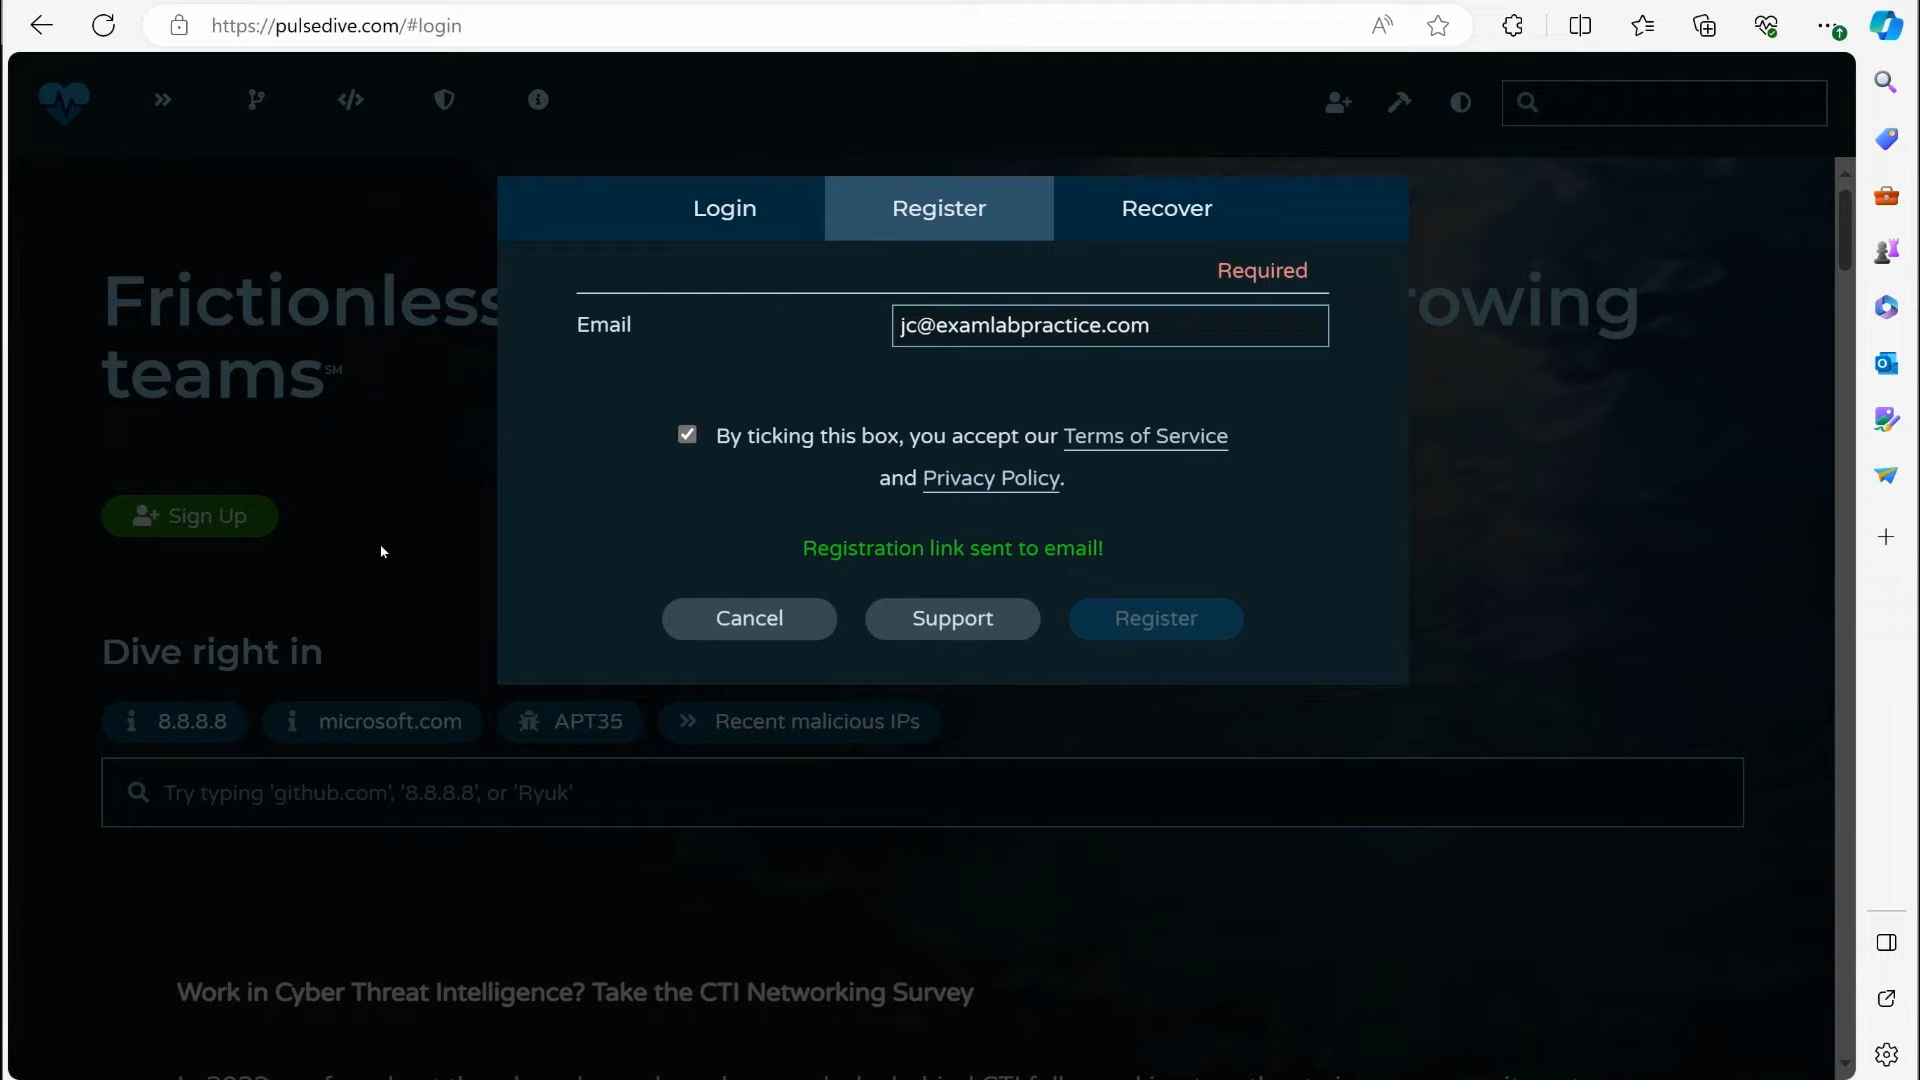 https://pulsedive.com/#login
Login
Register
Recover
Required
Frictionless
rowing
teams℠
Email
jc@examlabpractice.com
By ticking this box, you accept our Terms of Service
and Privacy Policy.
Sign Up
Registration link sent to email!
Cancel
Support
Register
Dive right in
8.8.8.8
microsoft.com
APT35
Recent malicious IPs
Try typing 'github.com', '8.8.8.8', or 'Ryuk'
Work in Cyber Threat Intelligence? Take the CTI Networking Survey